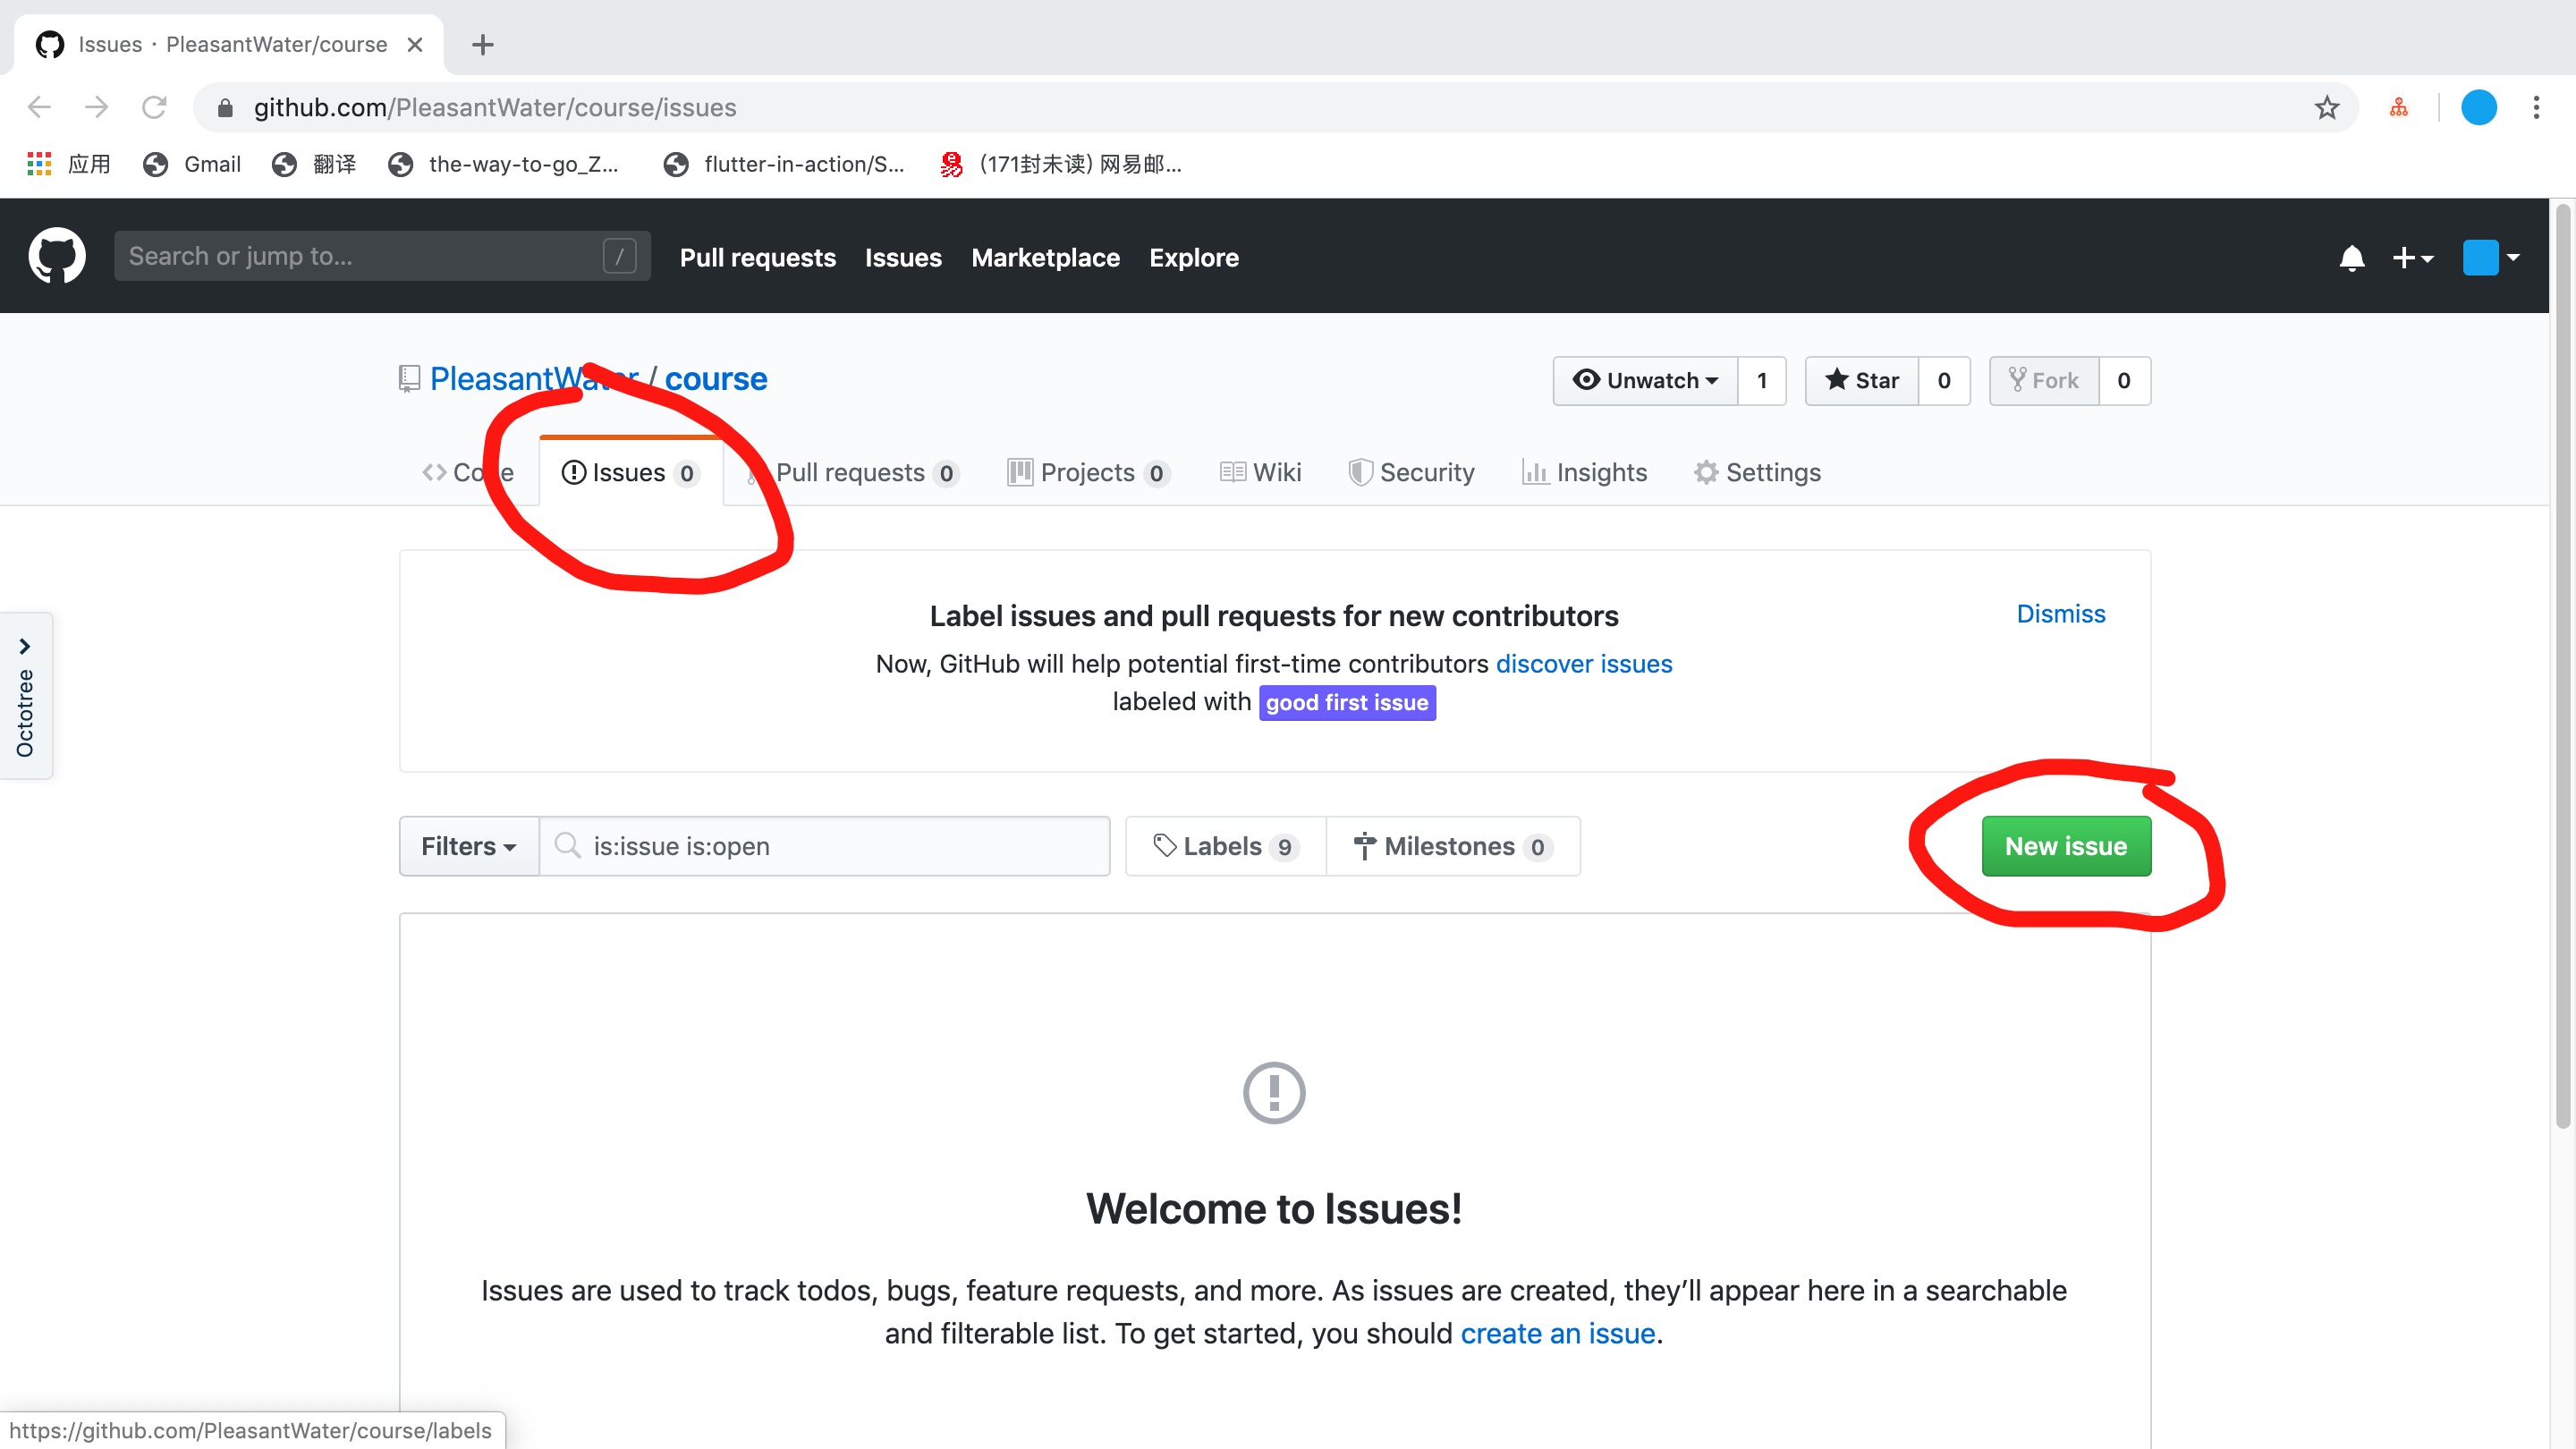 Issues · PleasantWater/course
github.com/PleasantWater/course/issues
应用 Gmail 翻译 the-way-to-go_Z... flutter-in-action/S... (171封未读) 网易邮...
Search or jump to... / Pull requests Issues Marketplace Explore
PleasantWater / course Unwatch 1 Star 0 Fork 0
Code Issues 0 Pull requests 0 Projects 0 Wiki Security Insights Settings
Label issues and pull requests for new contributors Dismiss
Now, GitHub will help potential first-time contributors discover issues
labeled with good first issue
Octotree
Filters is:issue is:open Labels 9 Milestones 0 New issue
Welcome to Issues!
Issues are used to track todos, bugs, feature requests, and more. As issues are created, they’ll appear here in a searchable
and filterable list. To get started, you should create an issue.
https://github.com/PleasantWater/course/labels